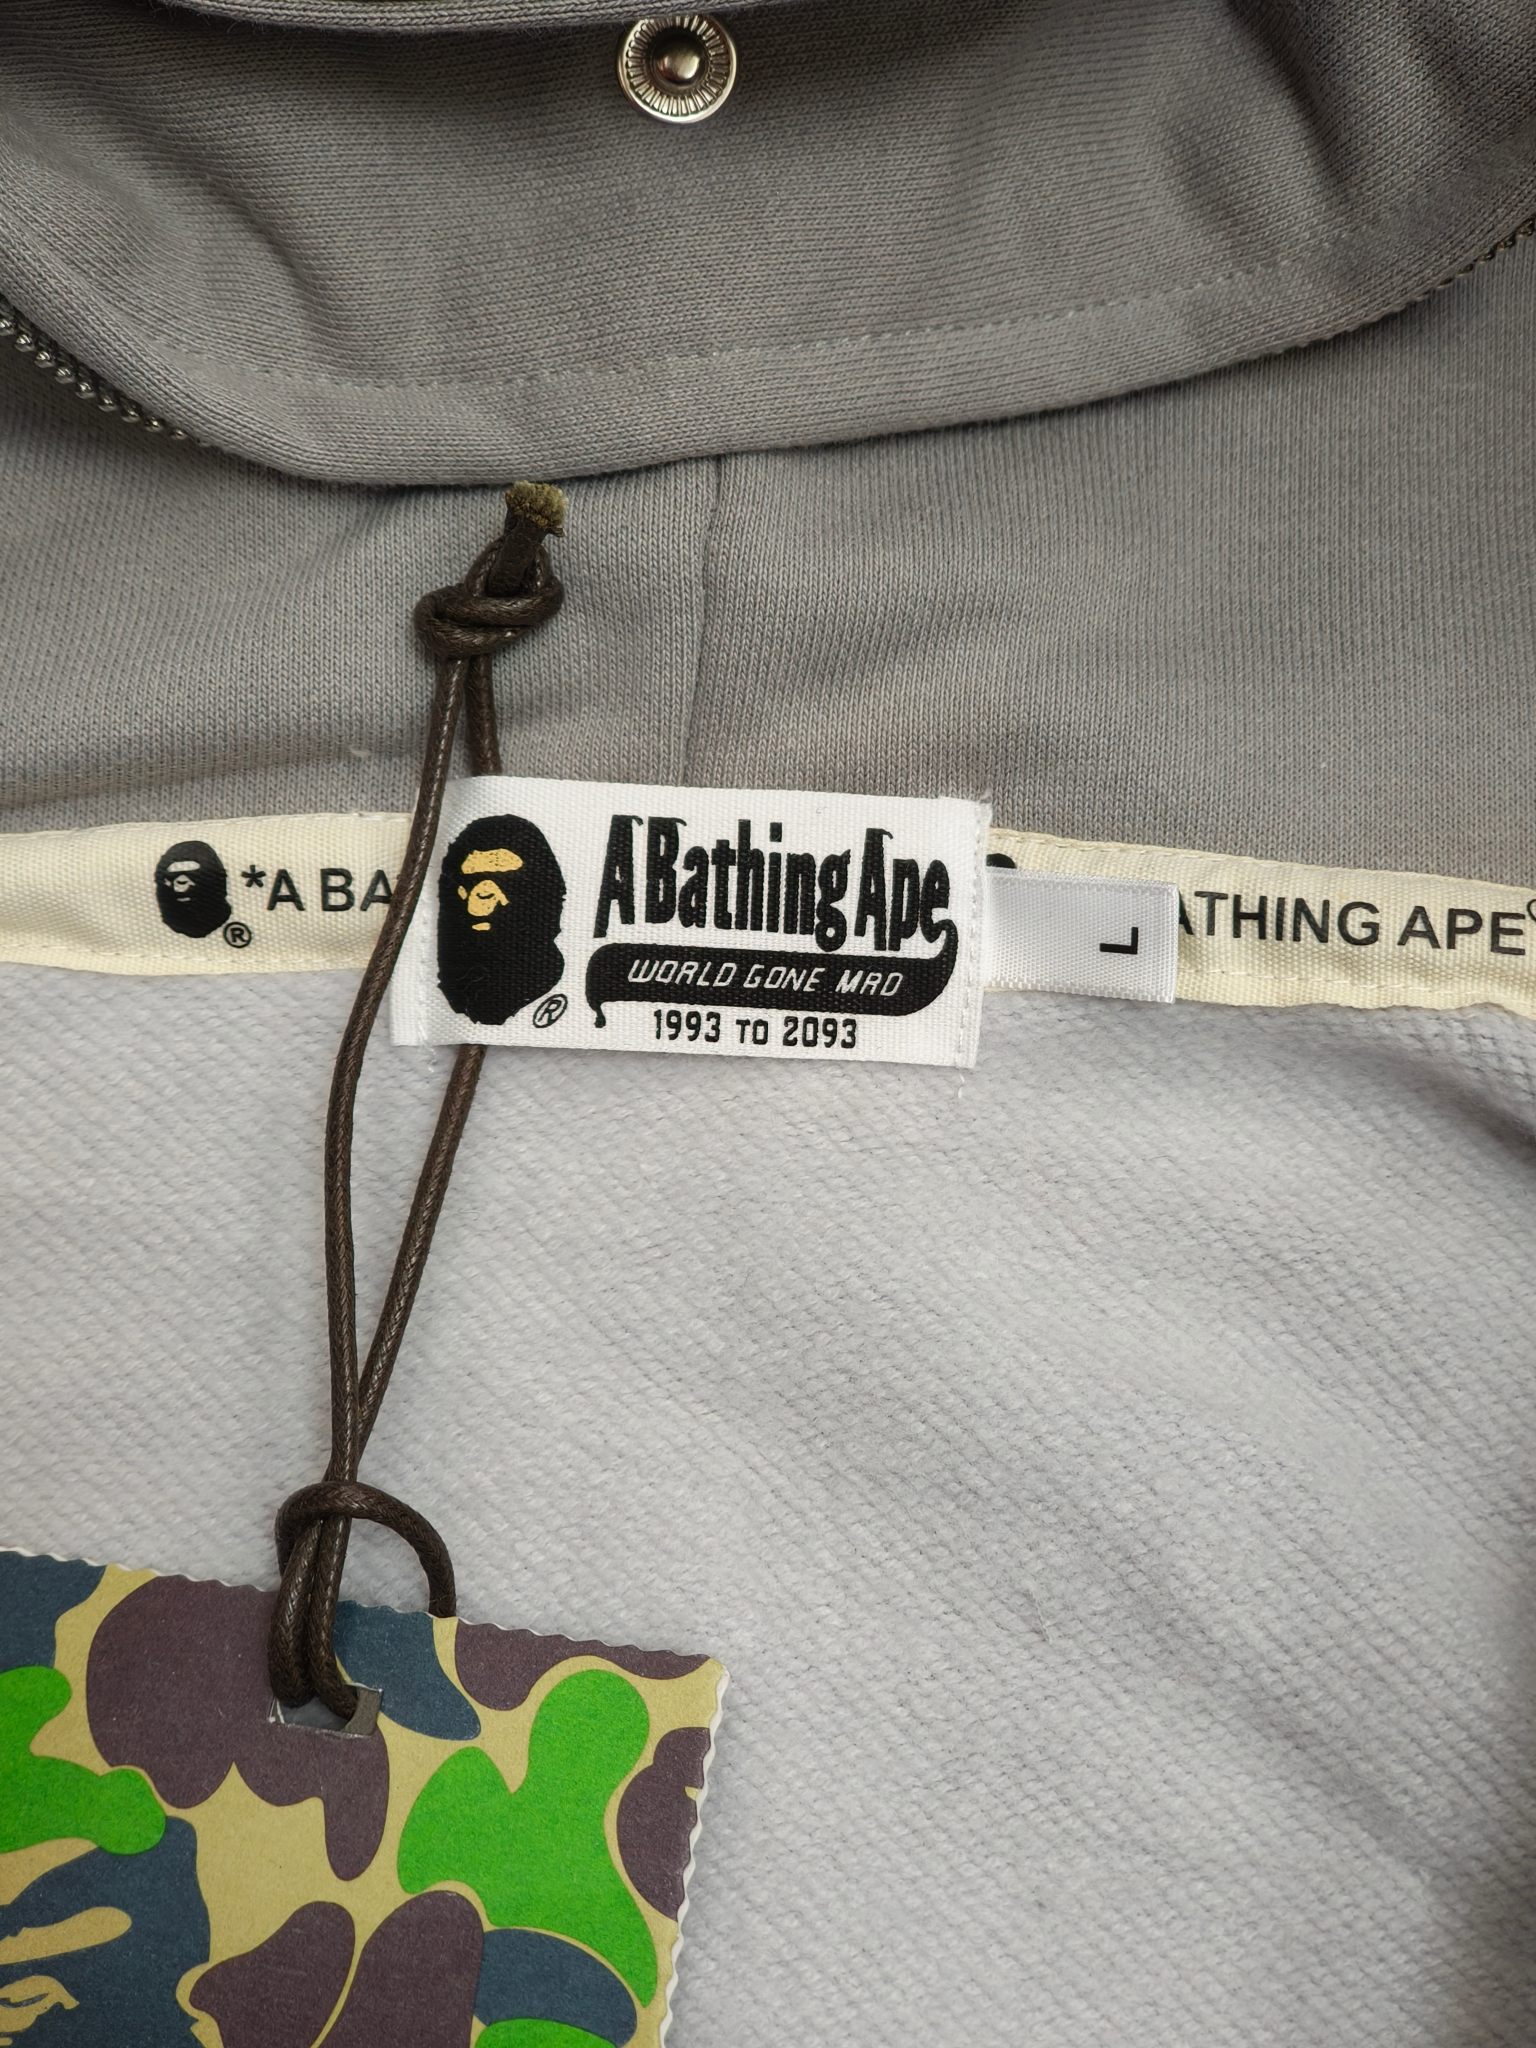 *A BA
®
A Bathing Ape
WORLD GONE MAD
®
1993 TO 2093
L
ATHING APE®